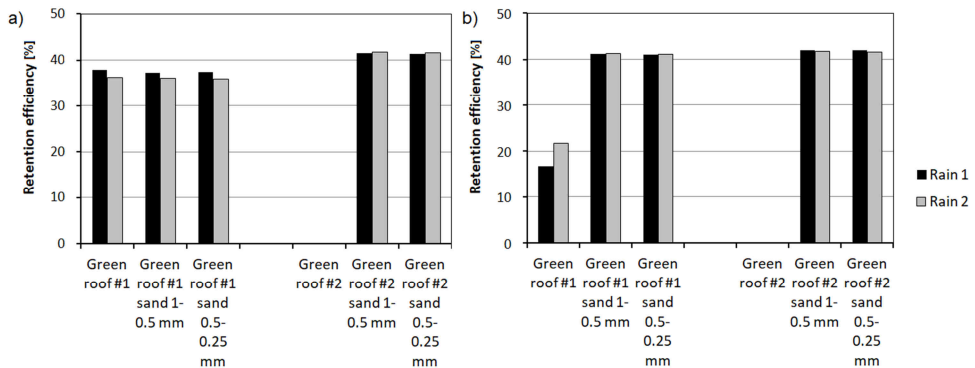 a)
Retention efficiency [%]
50
40
30
20
10
0
Green
roof #1
Green
roof #1
sand 1-
0.5 mm
Green
roof #1
sand
0.5-
0.25
mm
Green
roof #2
Green
roof #2
sand 1-
0.5 mm
Green
roof #2
sand
0.5-
0.25
mm
b)
Retention efficiency [%]
50
40
30
20
10
0
Green
roof #1
Green
roof #1
sand 1-
0.5 mm
Green
roof #1
sand
0.5-
0.25
mm
Green
roof #2
Green
roof #2
sand 1-
0.5 mm
Green
roof #2
sand
0.5-
0.25
mm
Rain 1
Rain 2